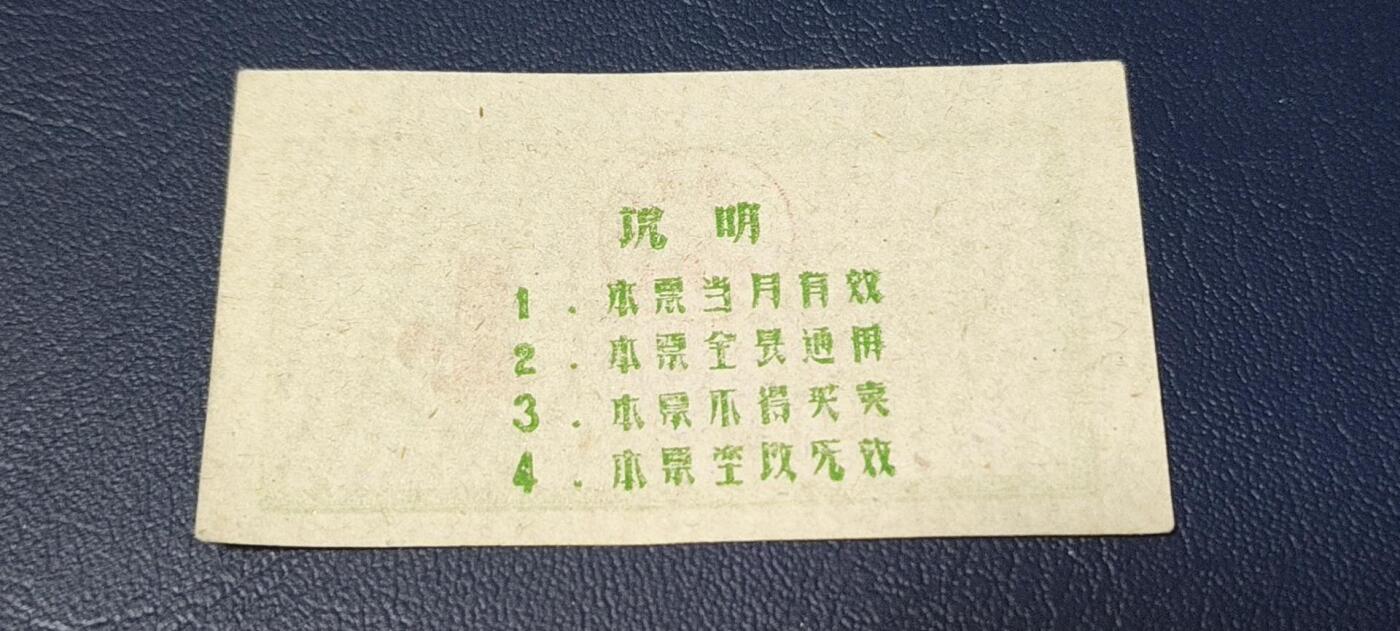 说明
1.本票当月有效
2.本票全县通用
3.本票不得买卖
4.本票涂改无效